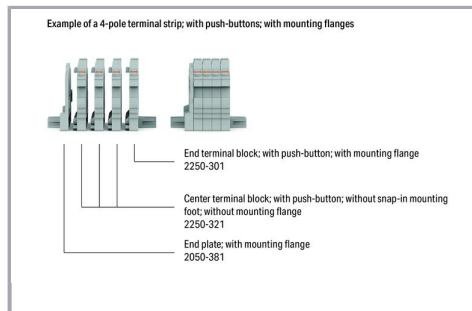 Example of a 4-pole terminal strip; with push-buttons; with mounting flanges
End terminal block; with push-button; with mounting flange
2250-301
Center terminal block; with push-button; without snap-in mounting
foot; without mounting flange
2250-321
End plate; with mounting flange
2050-381